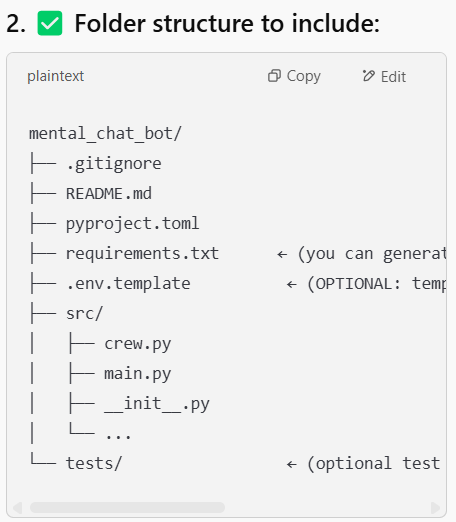 2. ✅ Folder structure to include:
plaintext Copy Edit
mental_chat_bot/
├── .gitignore
├── README.md
├── pyproject.toml
├── requirements.txt ← (you can generat
├── .env.template ← (OPTIONAL: temp
├── src/
│   ├── crew.py
│   ├── main.py
│   ├── __init__.py
│   └── ...
└── tests/ ← (optional test